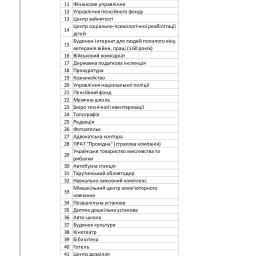 11 Фінансове управління
12 Управління пенсійного фонду
13 Центр зайнятості
14 Центр соціально-психологічної реабілітації
дітей
15 Будинок-інтернат для людей похилого віку,
ветеранів війни, праці (з 60 років)
16 Військовий комісаріат
17 Державна податкова інспекція
18 Прокуратура
19 Казначейство
20 Управління національної поліції
21 Пенсійний фонд
22 Музична школа
23 Бюро технічної інвентаризації
24 Топографія
25 Редакція
26 Фотоательє
27 Адвокатська контора
28 ПРАТ "Провідна" (страхова компанія)
29 Українське товариство мисливства та
рибалки
30 Автобусна станція
31 Тарутинський облавтодор
32 Навчально виховний комплекс
33 Міжшкільний центр комп'ютерного
навчання
34 Позашкільна установа
35 Дитяча дошкільна установа
36 Авто-школа
37 Будинок культури
38 Кінотеатр
39 Бібліотека
40 Готель
41 Центр дозвілля